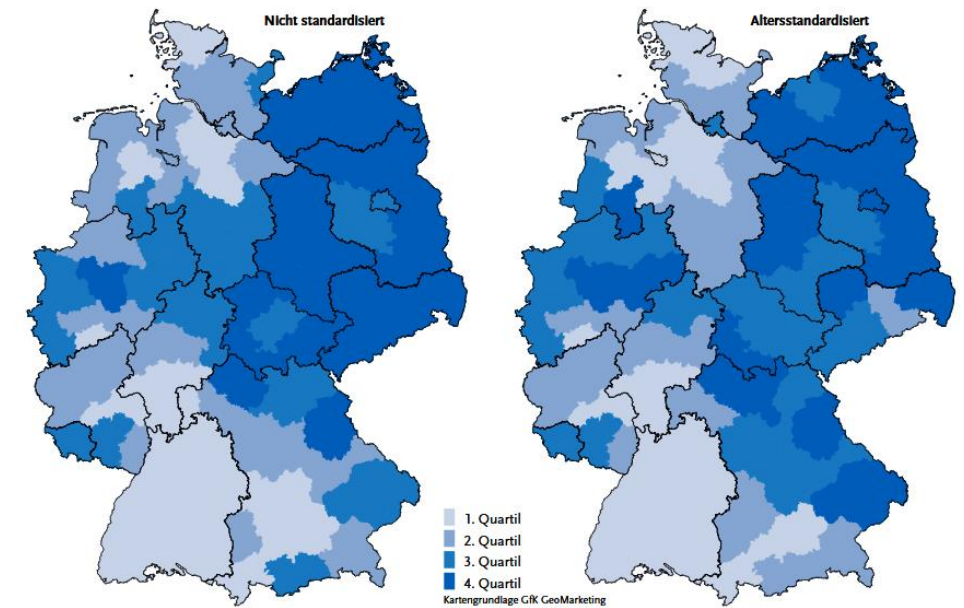 Nicht standardisiert
Altersstandardisiert
1. Quartil
2. Quartil
3. Quartil
4. Quartil
Kartengrundlage GfK GeoMarketing